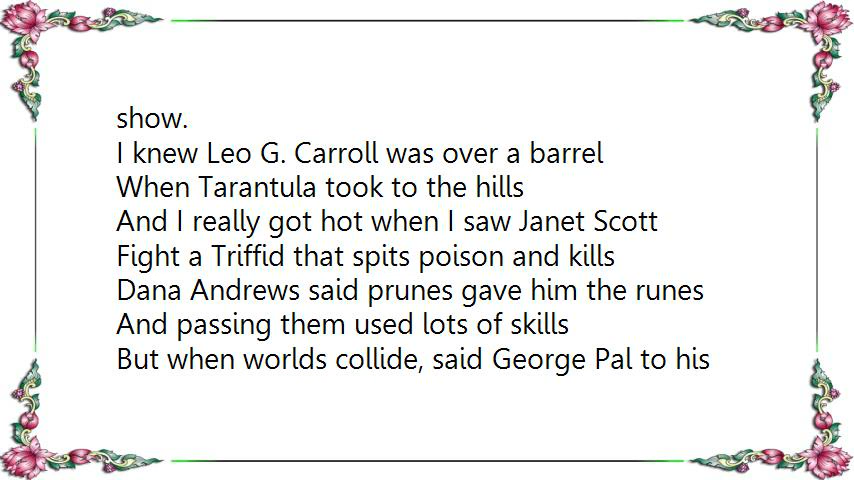 show.
I knew Leo G. Carroll was over a barrel
When Tarantula took to the hills
And I really got hot when I saw Janet Scott
Fight a Triffid that spits poison and kills
Dana Andrews said prunes gave him the runes
And passing them used lots of skills
But when worlds collide, said George Pal to his